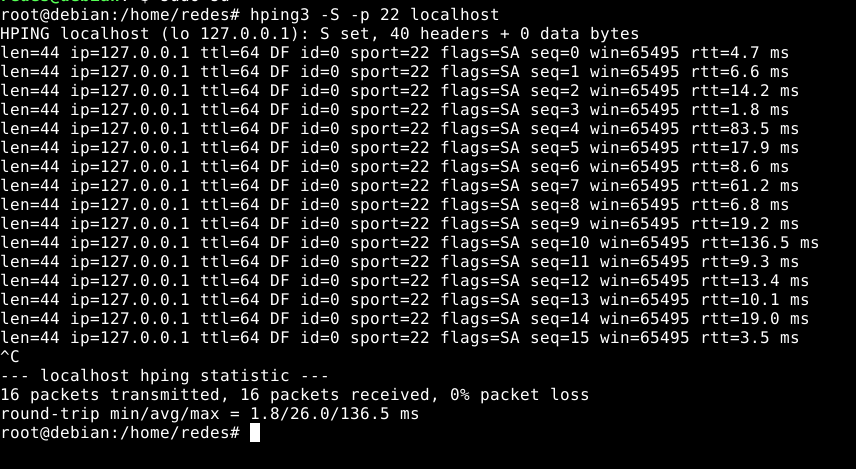 root@debian:/home/redes# hping3 -S -p 22 localhost
HPING localhost (lo 127.0.0.1): S set, 40 headers + 0 data bytes
len=44 ip=127.0.0.1 ttl=64 DF id=0 sport=22 flags=SA seq=0 win=65495 rtt=4.7 ms
len=44 ip=127.0.0.1 ttl=64 DF id=0 sport=22 flags=SA seq=1 win=65495 rtt=6.6 ms
len=44 ip=127.0.0.1 ttl=64 DF id=0 sport=22 flags=SA seq=2 win=65495 rtt=14.2 ms
len=44 ip=127.0.0.1 ttl=64 DF id=0 sport=22 flags=SA seq=3 win=65495 rtt=1.8 ms
len=44 ip=127.0.0.1 ttl=64 DF id=0 sport=22 flags=SA seq=4 win=65495 rtt=83.5 ms
len=44 ip=127.0.0.1 ttl=64 DF id=0 sport=22 flags=SA seq=5 win=65495 rtt=17.9 ms
len=44 ip=127.0.0.1 ttl=64 DF id=0 sport=22 flags=SA seq=6 win=65495 rtt=8.6 ms
len=44 ip=127.0.0.1 ttl=64 DF id=0 sport=22 flags=SA seq=7 win=65495 rtt=61.2 ms
len=44 ip=127.0.0.1 ttl=64 DF id=0 sport=22 flags=SA seq=8 win=65495 rtt=6.8 ms
len=44 ip=127.0.0.1 ttl=64 DF id=0 sport=22 flags=SA seq=9 win=65495 rtt=19.2 ms
len=44 ip=127.0.0.1 ttl=64 DF id=0 sport=22 flags=SA seq=10 win=65495 rtt=136.5 ms
len=44 ip=127.0.0.1 ttl=64 DF id=0 sport=22 flags=SA seq=11 win=65495 rtt=9.3 ms
len=44 ip=127.0.0.1 ttl=64 DF id=0 sport=22 flags=SA seq=12 win=65495 rtt=13.4 ms
len=44 ip=127.0.0.1 ttl=64 DF id=0 sport=22 flags=SA seq=13 win=65495 rtt=10.1 ms
len=44 ip=127.0.0.1 ttl=64 DF id=0 sport=22 flags=SA seq=14 win=65495 rtt=19.0 ms
len=44 ip=127.0.0.1 ttl=64 DF id=0 sport=22 flags=SA seq=15 win=65495 rtt=3.5 ms
^C
--- localhost hping statistic ---
16 packets transmitted, 16 packets received, 0% packet loss
round-trip min/avg/max = 1.8/26.0/136.5 ms
root@debian:/home/redes#